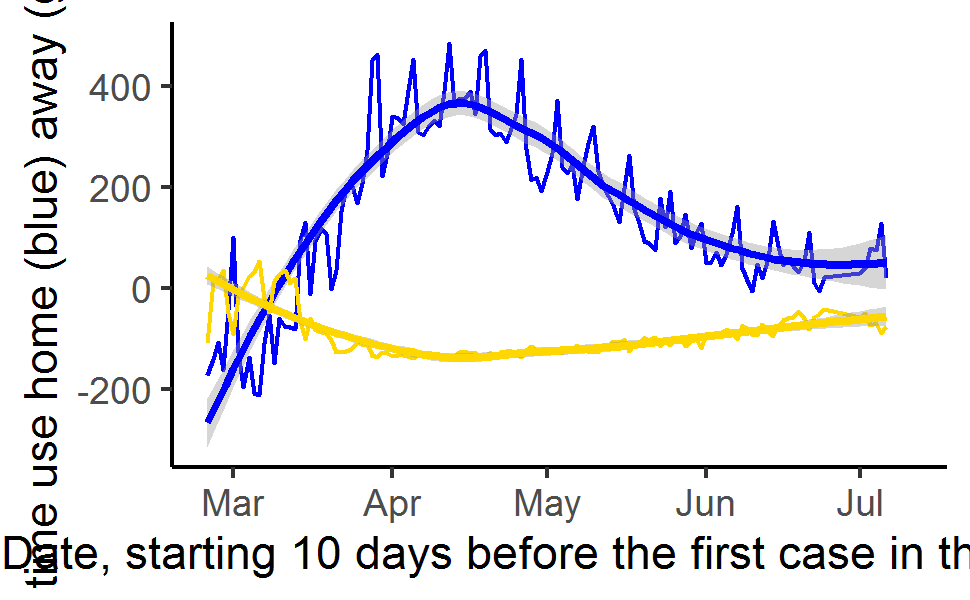 time use home (blue) away (g
400
200
0
-200
Mar Apr May Jun Jul
Date, starting 10 days before the first case in th